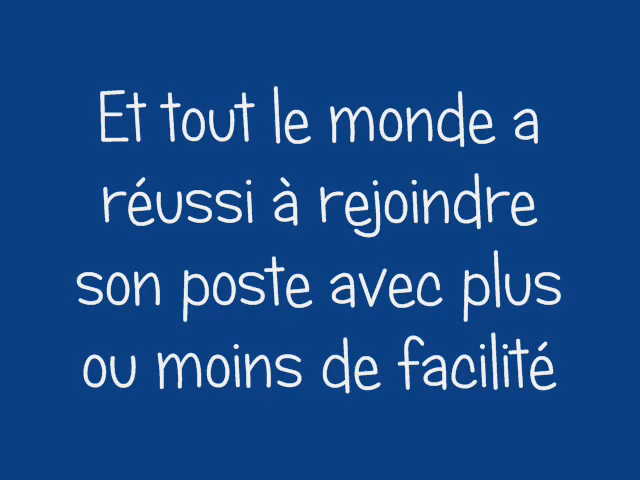 Et tout le monde a
réussi à rejoindre
son poste avec plus
ou moins de facilité